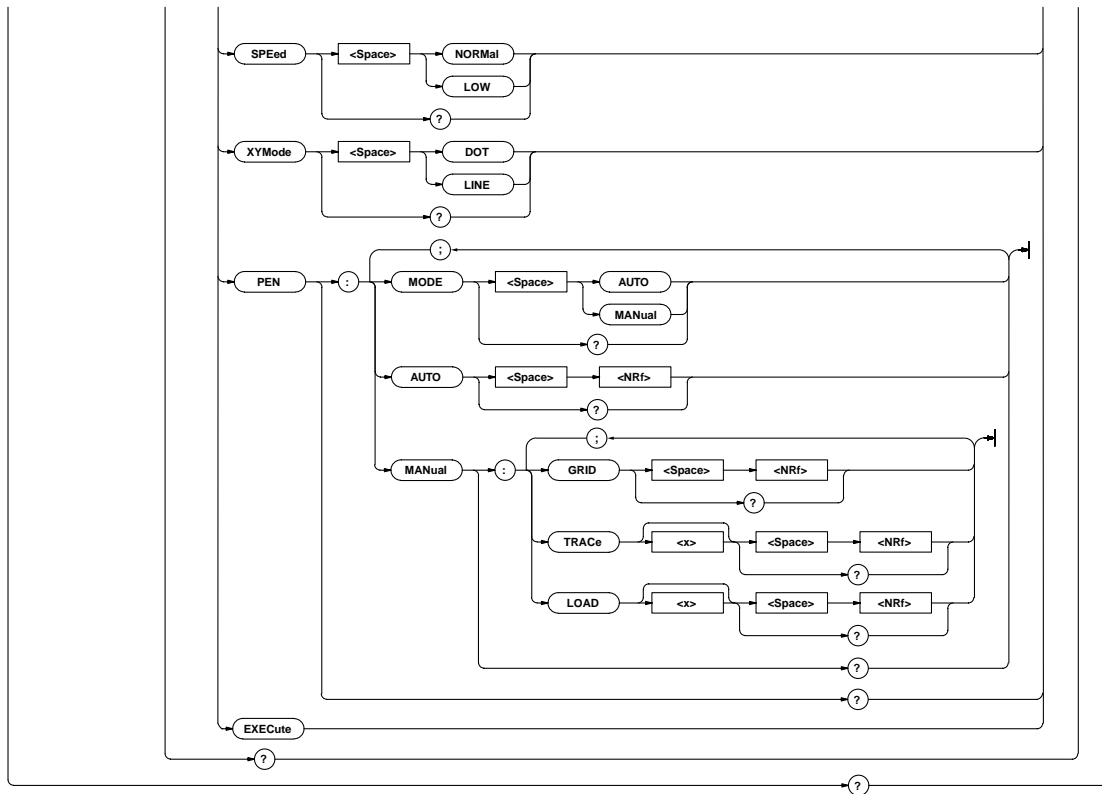 SPEed <Space> NORMal
LOW
?
XYMode <Space> DOT
LINE
?
;
PEN : MODE <Space> AUTO
MANual
?
AUTO <Space> <NRf>
?
;
MANual : GRID <Space> <NRf>
?
TRACe <x> <Space> <NRf>
?
LOAD <x> <Space> <NRf>
?
?
?
EXECute
?
?